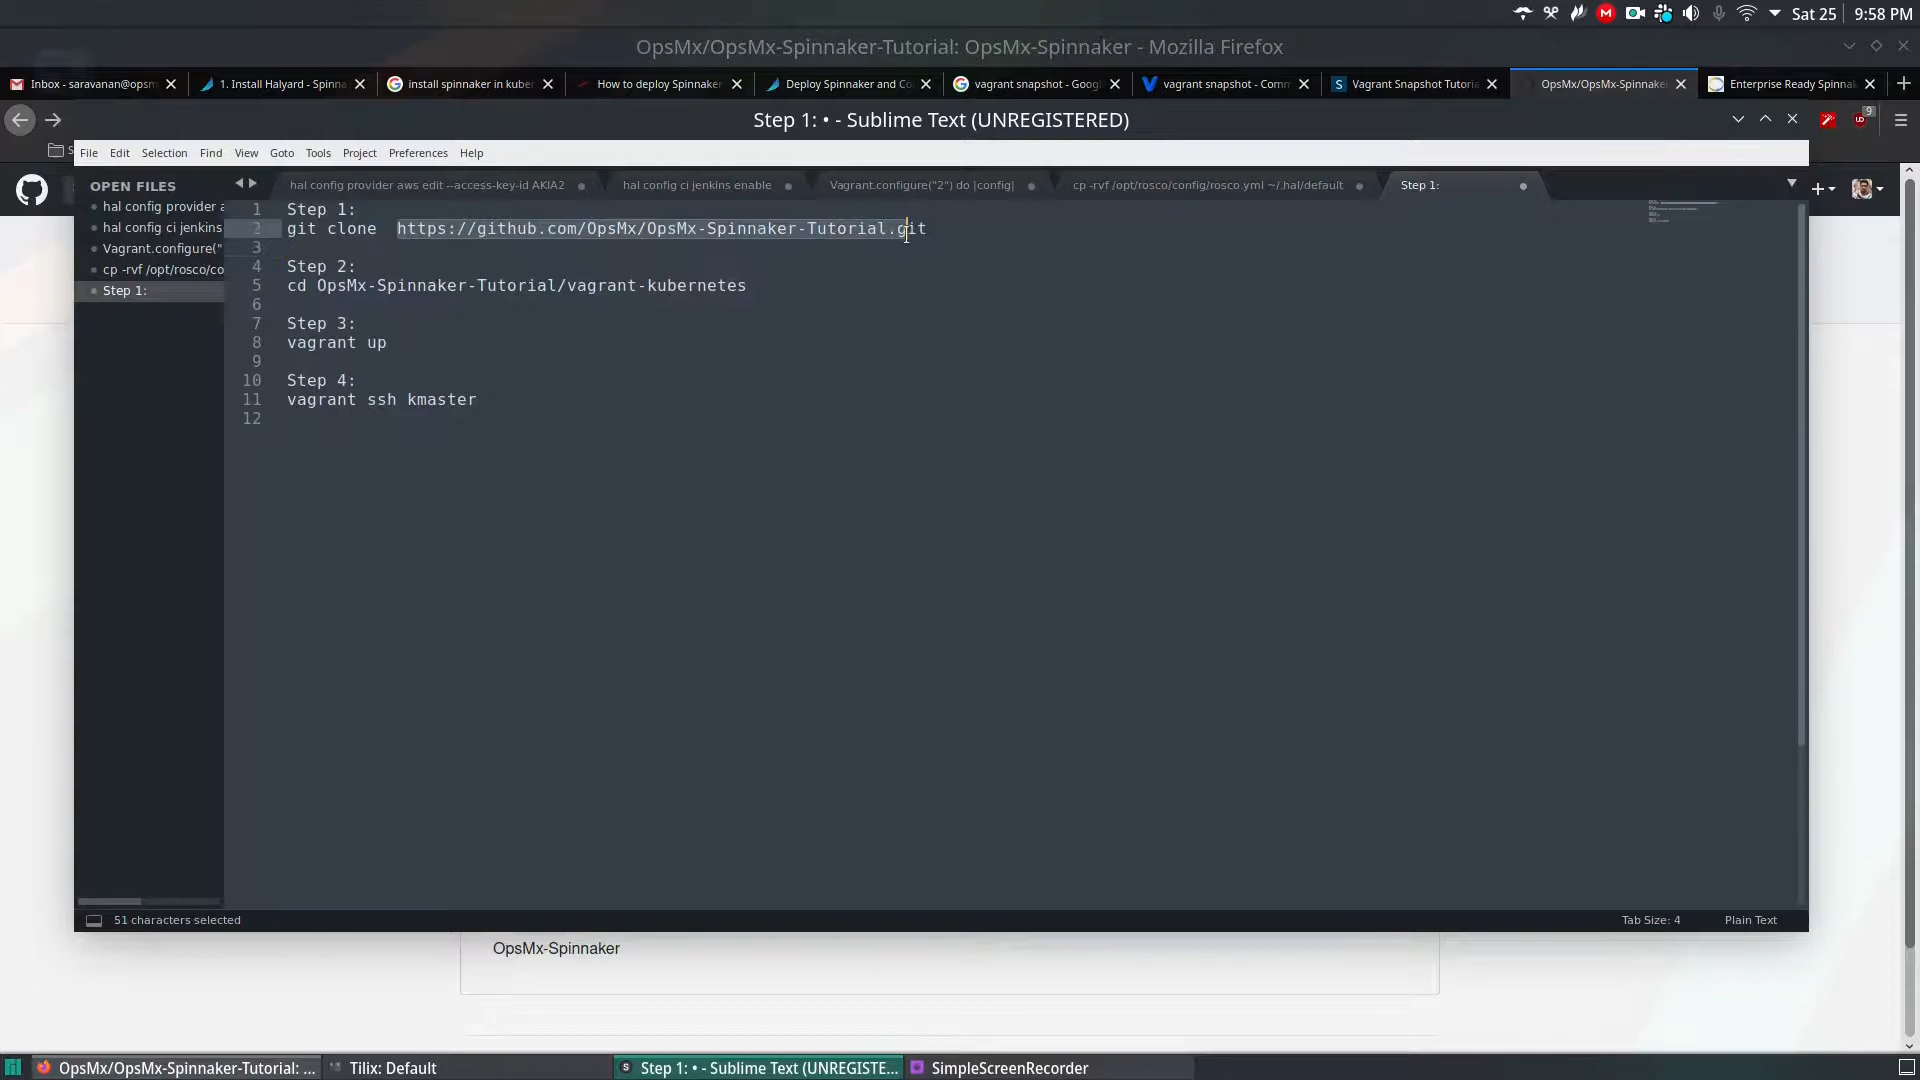 Sat 25
9:58 PM
OpsMx/OpsMx-Spinnaker-Tutorial: OpsMx-Spinnaker - Mozilla Firefox
Inbox - saravanan@opsm
1. Install Halyard - Spinna
install spinnaker in kube
How to deploy Spinnaker
Deploy Spinnaker and Co
vagrant snapshot - Goog
vagrant snapshot - Comm
Vagrant Snapshot Tutoria
OpsMx/OpsMx-Spinnake
Enterprise Ready Spinna
Step 1: • - Sublime Text (UNREGISTERED)
9
File Edit Selection Find View Goto Tools Project Preferences Help
OPEN FILES
hal config provider a
hal config ci jenkins
Vagrant.configure("
cp -rvf /opt/rosco/co
Step 1:
hal config provider aws edit --access-key-id AKIA2
hal config ci jenkins enable
Vagrant.configure("2") do |config|
cp -rvf /opt/rosco/config/rosco.yml ~/.hal/default
Step 1:
1 Step 1:
2 git clone  https://github.com/OpsMx/OpsMx-Spinnaker-Tutorial.git
3
4 Step 2:
5 cd OpsMx-Spinnaker-Tutorial/vagrant-kubernetes
6
7 Step 3:
8 vagrant up
9
10 Step 4:
11 vagrant ssh kmaster
12
51 characters selected
Tab Size: 4
Plain Text
OpsMx-Spinnaker
OpsMx/OpsMx-Spinnaker-Tutorial: ...
Tilix: Default
Step 1: • - Sublime Text (UNREGISTE...
SimpleScreenRecorder